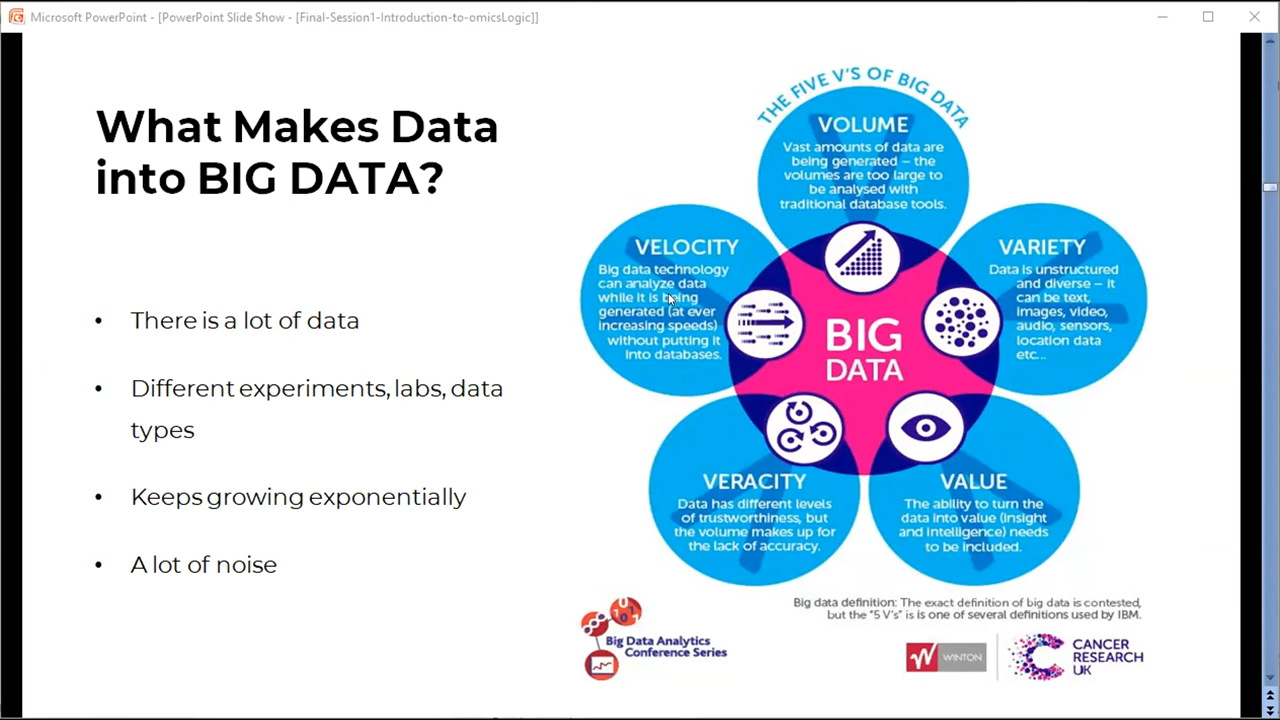 Microsoft PowerPoint - [PowerPoint Slide Show - [Final-Session1-Introduction-to-omicsLogic]]
What Makes Data
into BIG DATA?
• There is a lot of data
• Different experiments, labs, data
types
• Keeps growing exponentially
• A lot of noise
THE FIVE V'S OF BIG DATA
VOLUME
Vast amounts of data are
being generated – the
volumes are too large to
be analysed with
traditional database tools.
VELOCITY
Big data technology
can analyze data
while it is being
generated (at ever
increasing speeds)
without putting it
into databases.
VARIETY
Data is unstructured
and diverse – it
can be text,
images, video,
audio, sensors,
location data
etc...
BIG
DATA
VERACITY
Data has different levels
of trustworthiness, but
the volume makes up for
the lack of accuracy.
VALUE
The ability to turn the
data into value (insight
and intelligence) needs
to be included.
Big data definition: The exact definition of big data is contested,
but the "5 V's" is is one of several definitions used by IBM.
Big Data Analytics
Conference Series
WINTON
CANCER
RESEARCH
UK